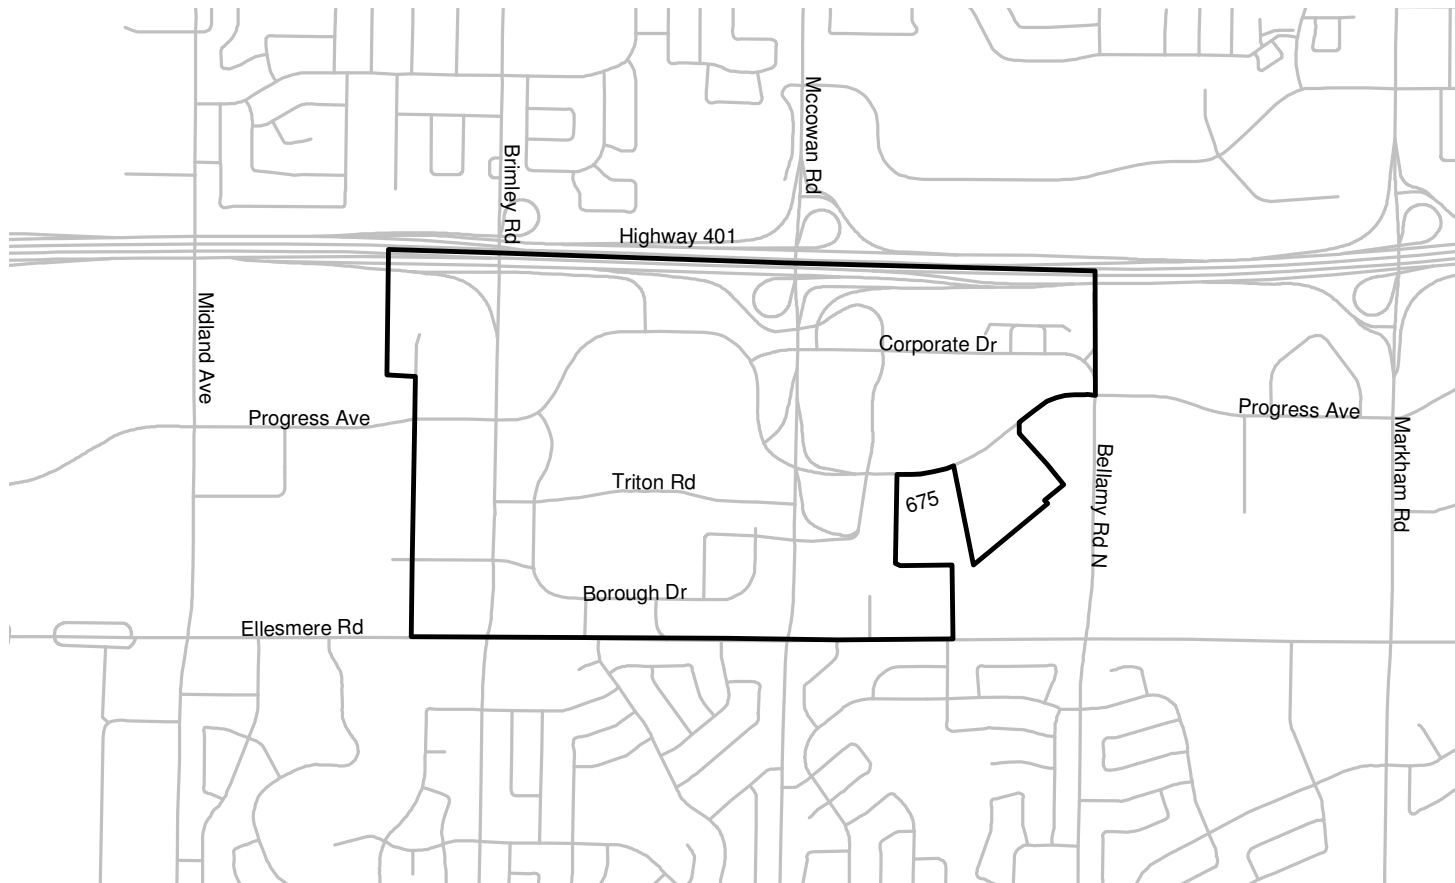 Mccowan Rd
Brimley Rd
Highway 401
Midland Ave
Corporate Dr
Progress Ave
Progress Ave
Markham Rd
Bellamy Rd N
Triton Rd
675
Borough Dr
Ellesmere Rd